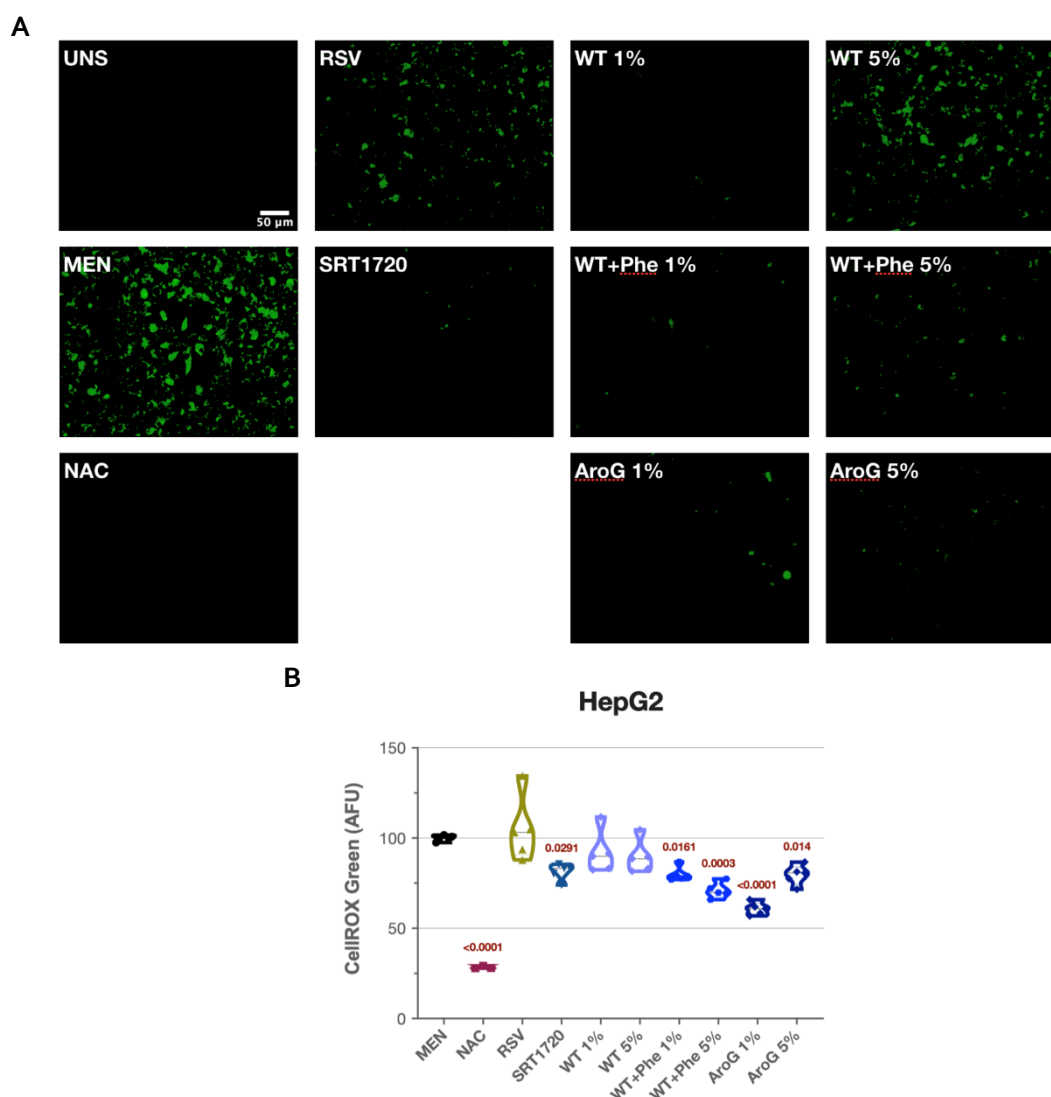 A
UNS
RSV
WT 1%
WT 5%
50 µm
MEN
SRT1720
WT+Phe 1%
WT+Phe 5%
NAC
AroG 1%
AroG 5%
B
HepG2
CellROX Green (AFU)
150
100
50
0
<0.0001
0.0291
0.0161
0.0003
<0.0001
0.014
MEN
NAC
RSV
SRT1720
WT 1%
WT 5%
WT+Phe 1%
WT+Phe 5%
AroG 1%
AroG 5%